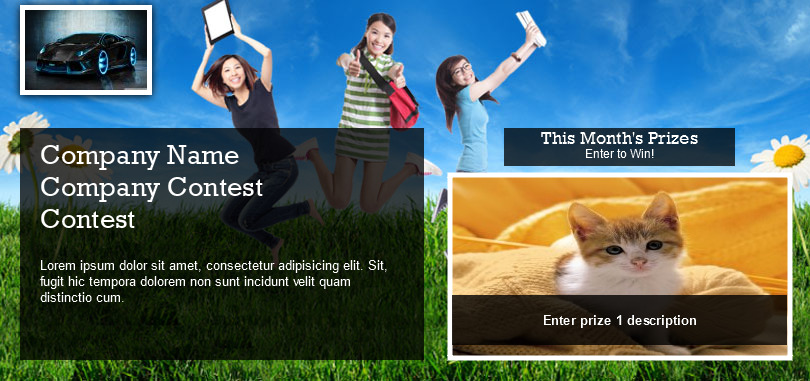 Company Name
Company Contest
Contest
Lorem ipsum dolor sit amet, consectetur adipisicing elit. Sit,
fugit hic tempora dolorem non sunt incidunt velit quam
distinctio cum.
This Month's Prizes
Enter to Win!
Enter prize 1 description